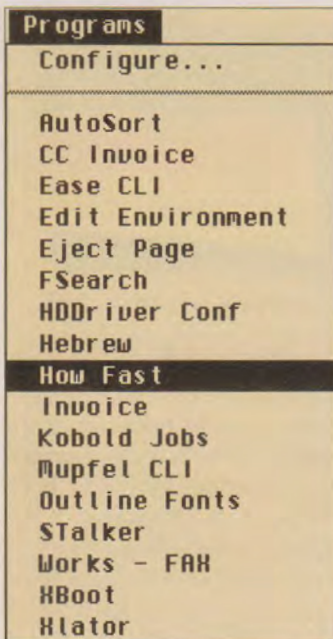 Programs
Configure...
AutoSort
CC Invoice
Ease CLI
Edit Environment
Eject Page
FSearch
HDDriver Conf
Hebrew
How Fast
Invoice
Kobold Jobs
Mupfel CLI
Outline Fonts
STalker
Works - FAX
XBoot
Xlator